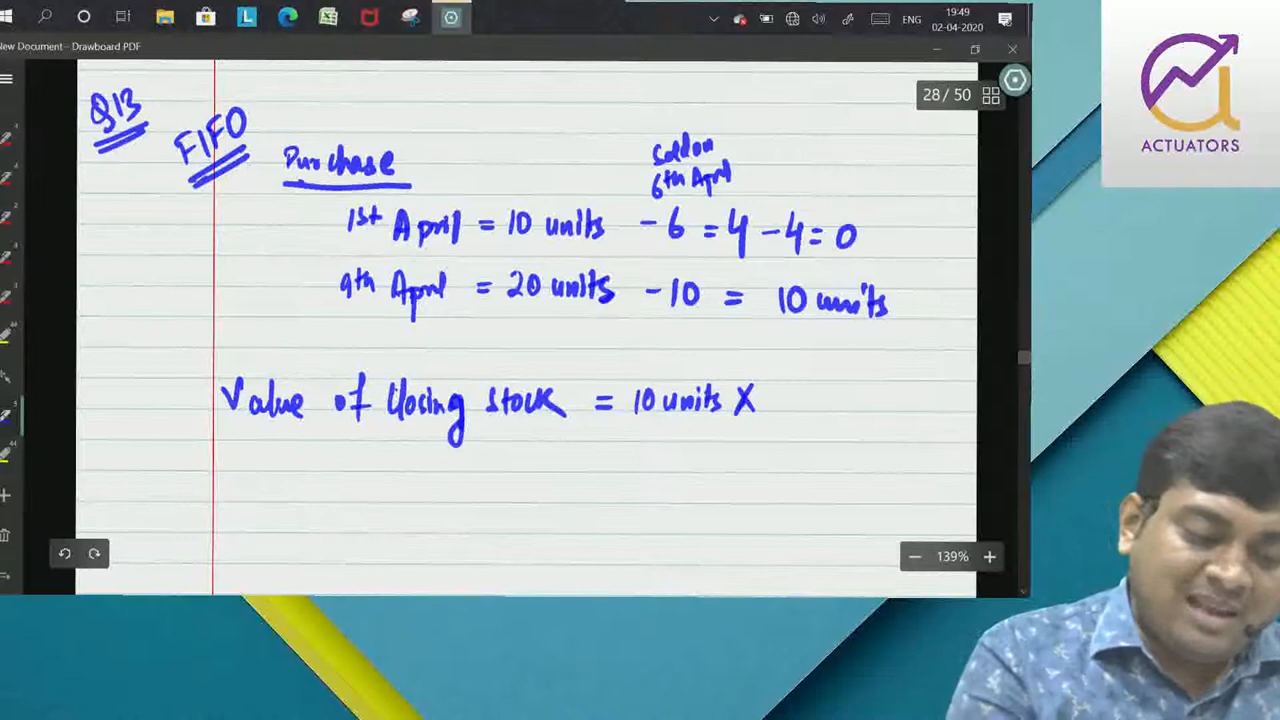 ENG
19:49
02-04-2020
New Document - Drawboard PDF
28 / 50
ACTUATORS
Q13
FIFO
Purchase
Sold on
6th April
1st April = 10 units - 6 = 4 - 4 = 0
9th April = 20 units - 10 = 10 units
Value of Closing stock = 10 units X
139%